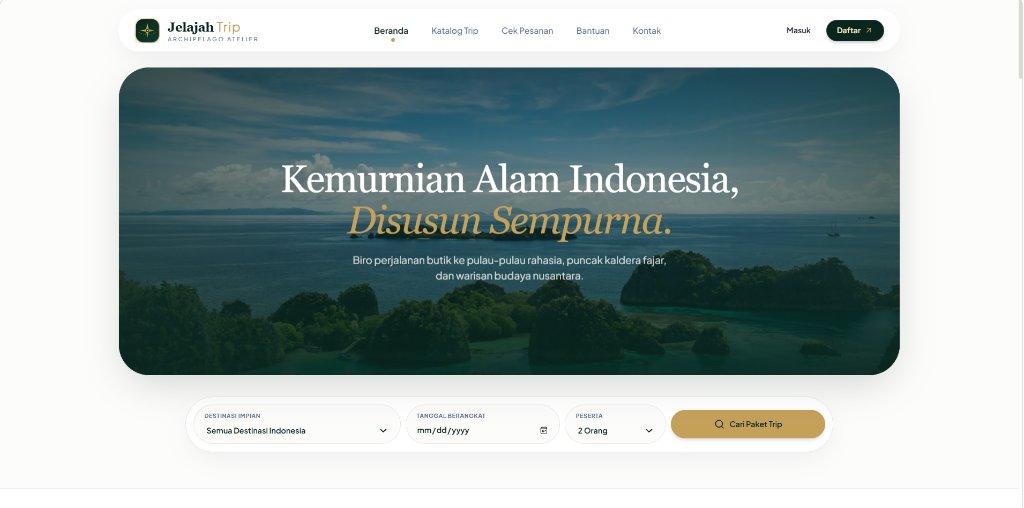 Jelajah Trip
ARCHIPELAGO ATELIER
Beranda
Katalog Trip
Cek Pesanan
Bantuan
Kontak
Masuk
Daftar
Kemurnian Alam Indonesia,
Disusun Sempurna.
Biro perjalanan butik ke pulau-pulau rahasia, puncak kaldera fajar,
dan warisan budaya nusantara.
DESTINASI IMPIAN
Semua Destinasi Indonesia
TANGGAL BERANGKAT
mm/dd/yyyy
PESERTA
2 Orang
Cari Paket Trip